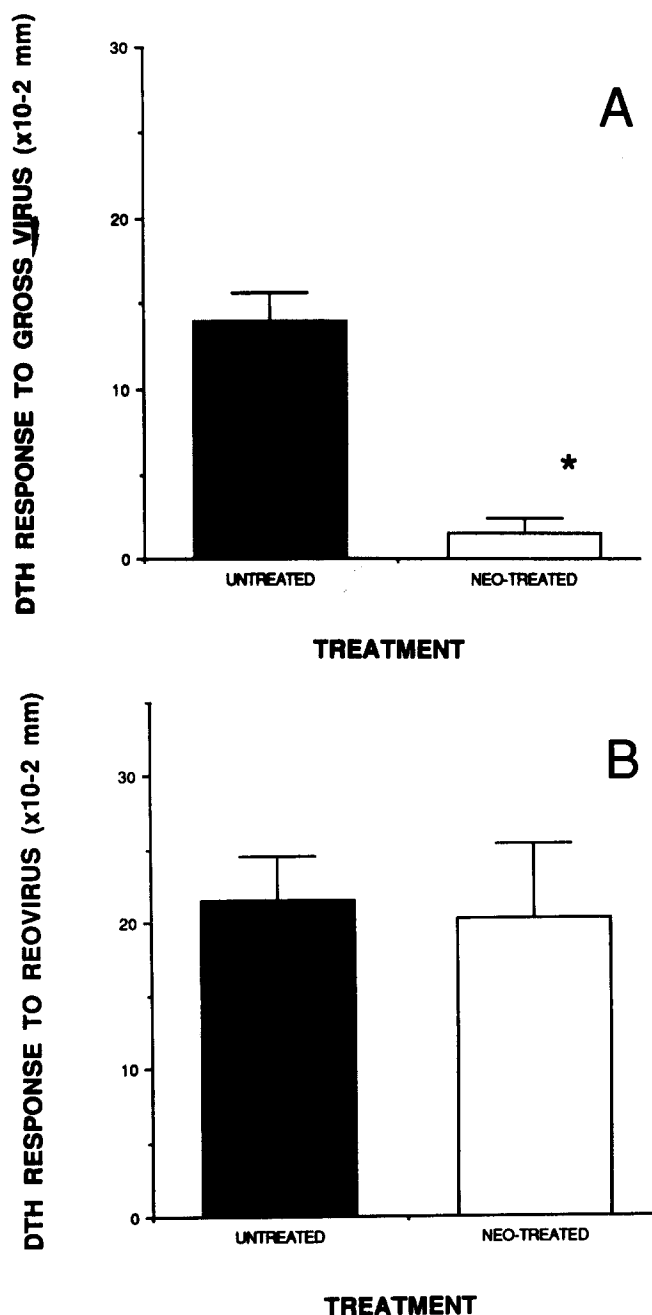 A
DTH RESPONSE TO GROSS VIRUS (x10-2 mm)
30
20
10
0
*
UNTREATED NEO-TREATED
TREATMENT
B
DTH RESPONSE TO REOVIRUS (x10-2 mm)
30
20
10
0
UNTREATED NEO-TREATED
TREATMENT